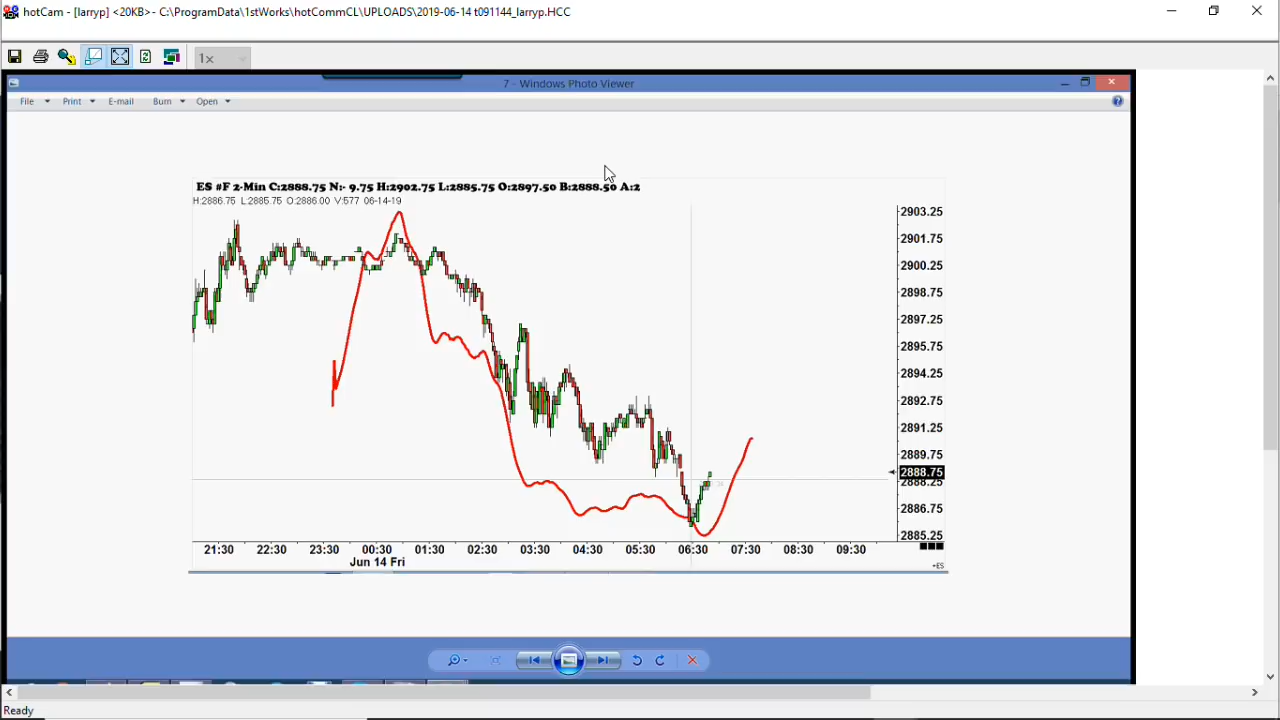 hotCam - [larryp] <20KB>- C:\ProgramData\1stWorks\hotCommCL\UPLOADS\2019-06-14 t091144_larryp.HCC
1x
7 - Windows Photo Viewer
File Print E-mail Burn Open
ES #F 2-Min C:2888.75 N:- 9.75 H:2902.75 L:2885.75 O:2897.50 B:2888.50 A:2
H:2886.75 L:2885.75 O:2886.00 V:577 06-14-19
2903.25
2901.75
2900.25
2898.75
2897.25
2895.75
2894.25
2892.75
2891.25
2889.75
2888.75
2888.25
2886.75
2885.25
21:30 22:30 23:30 00:30 01:30 02:30 03:30 04:30 05:30 06:30 07:30 08:30 09:30
Jun 14 Fri
+ES
Ready